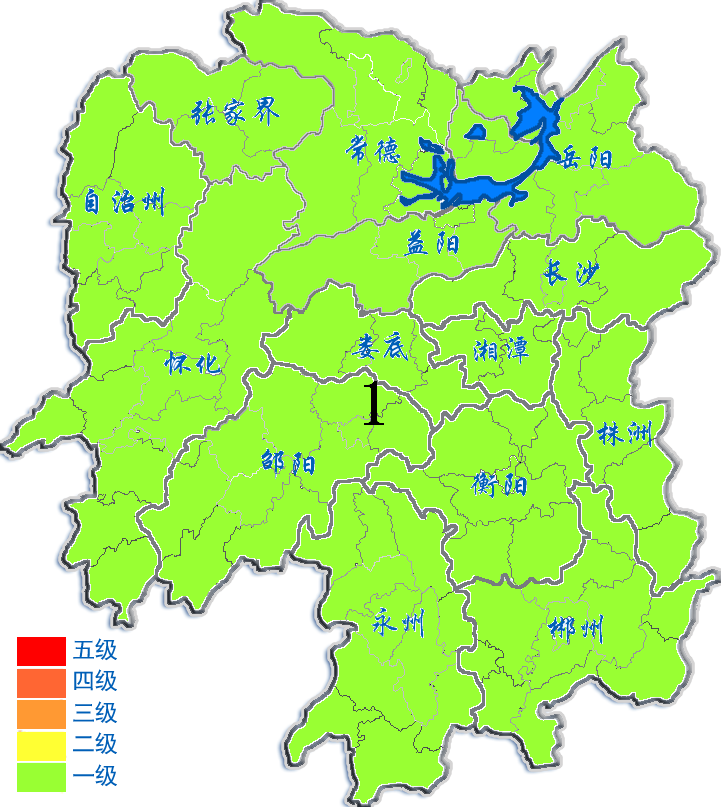 张家界
常德
岳阳
自治州
益阳
长沙
娄底
湘潭
怀化
1
株洲
邵阳
衡阳
永州
郴州
五级
四级
三级
二级
一级